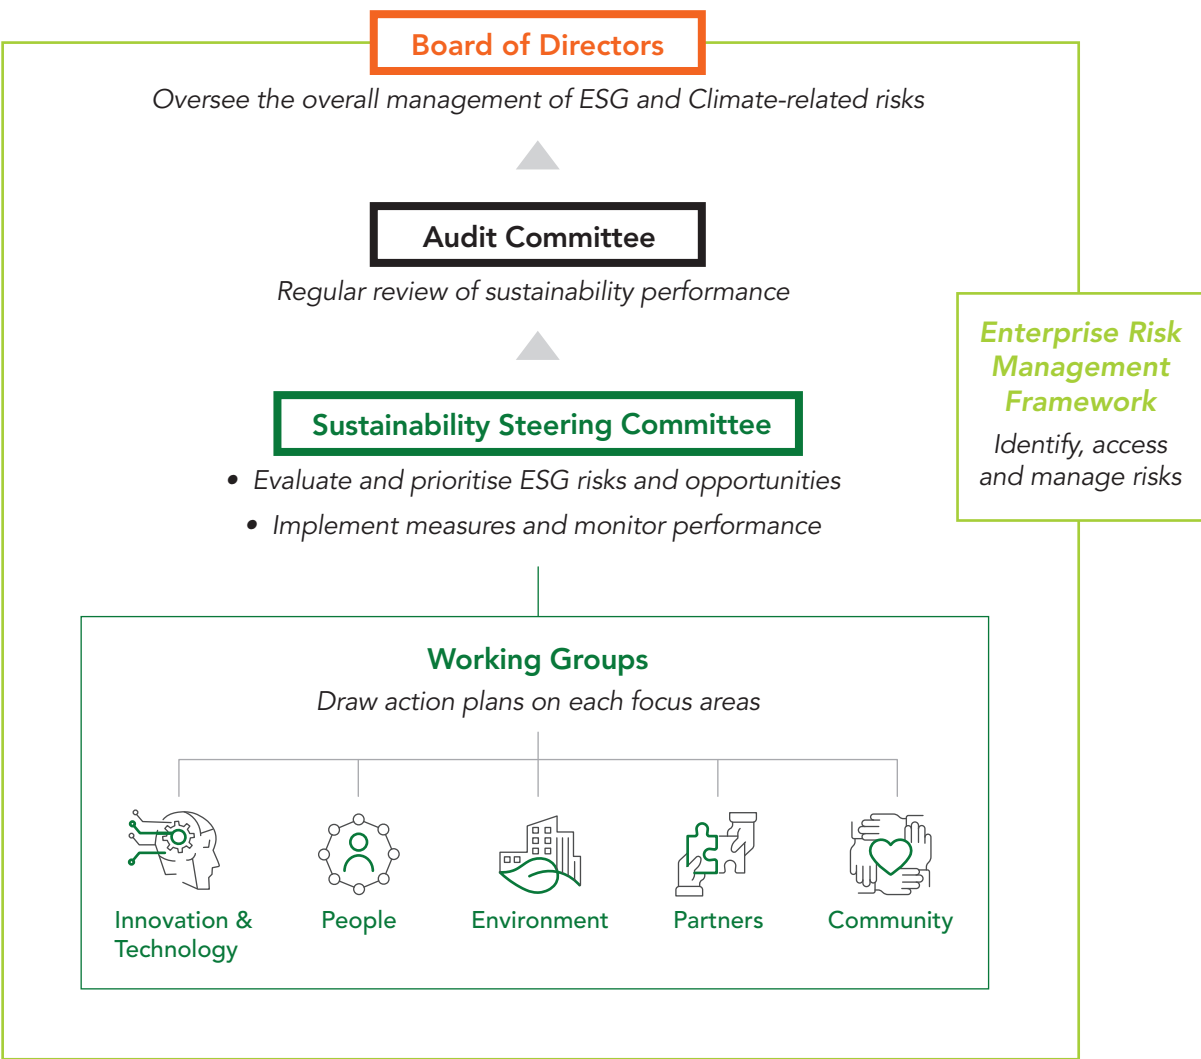 Board of Directors
Oversee the overall management of ESG and Climate-related risks
Audit Committee
Regular review of sustainability performance
Sustainability Steering Committee
• Evaluate and prioritise ESG risks and opportunities
• Implement measures and monitor performance
Enterprise Risk
Management
Framework
Identify, access
and manage risks
Working Groups
Draw action plans on each focus areas
Innovation &
Technology
People
Environment
Partners
Community